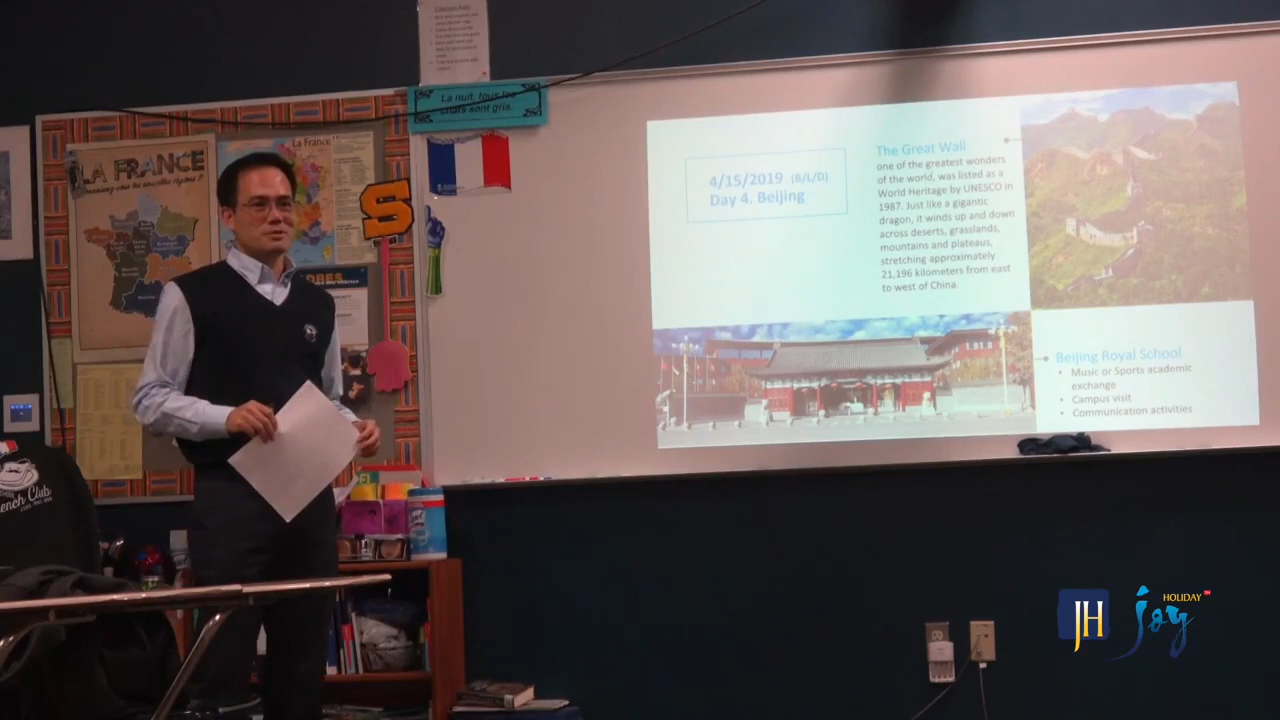 Classroom Rules
La nuit, tous les
chats sont gris.
LA FRANCE
La France
S
4/15/2019 (B/L/D)
Day 4. Beijing
The Great Wall
one of the greatest wonders
of the world, was listed as a
World Heritage by UNESCO in
1987. Just like a gigantic
dragon, it winds up and down
across deserts, grasslands,
mountains and plateaus,
stretching approximately
21,196 kilometers from east
to west of China.
Beijing Royal School
• Music or Sports academic
exchange
• Campus visit
• Communication activities
French Club
JH HOLIDAY™
joy